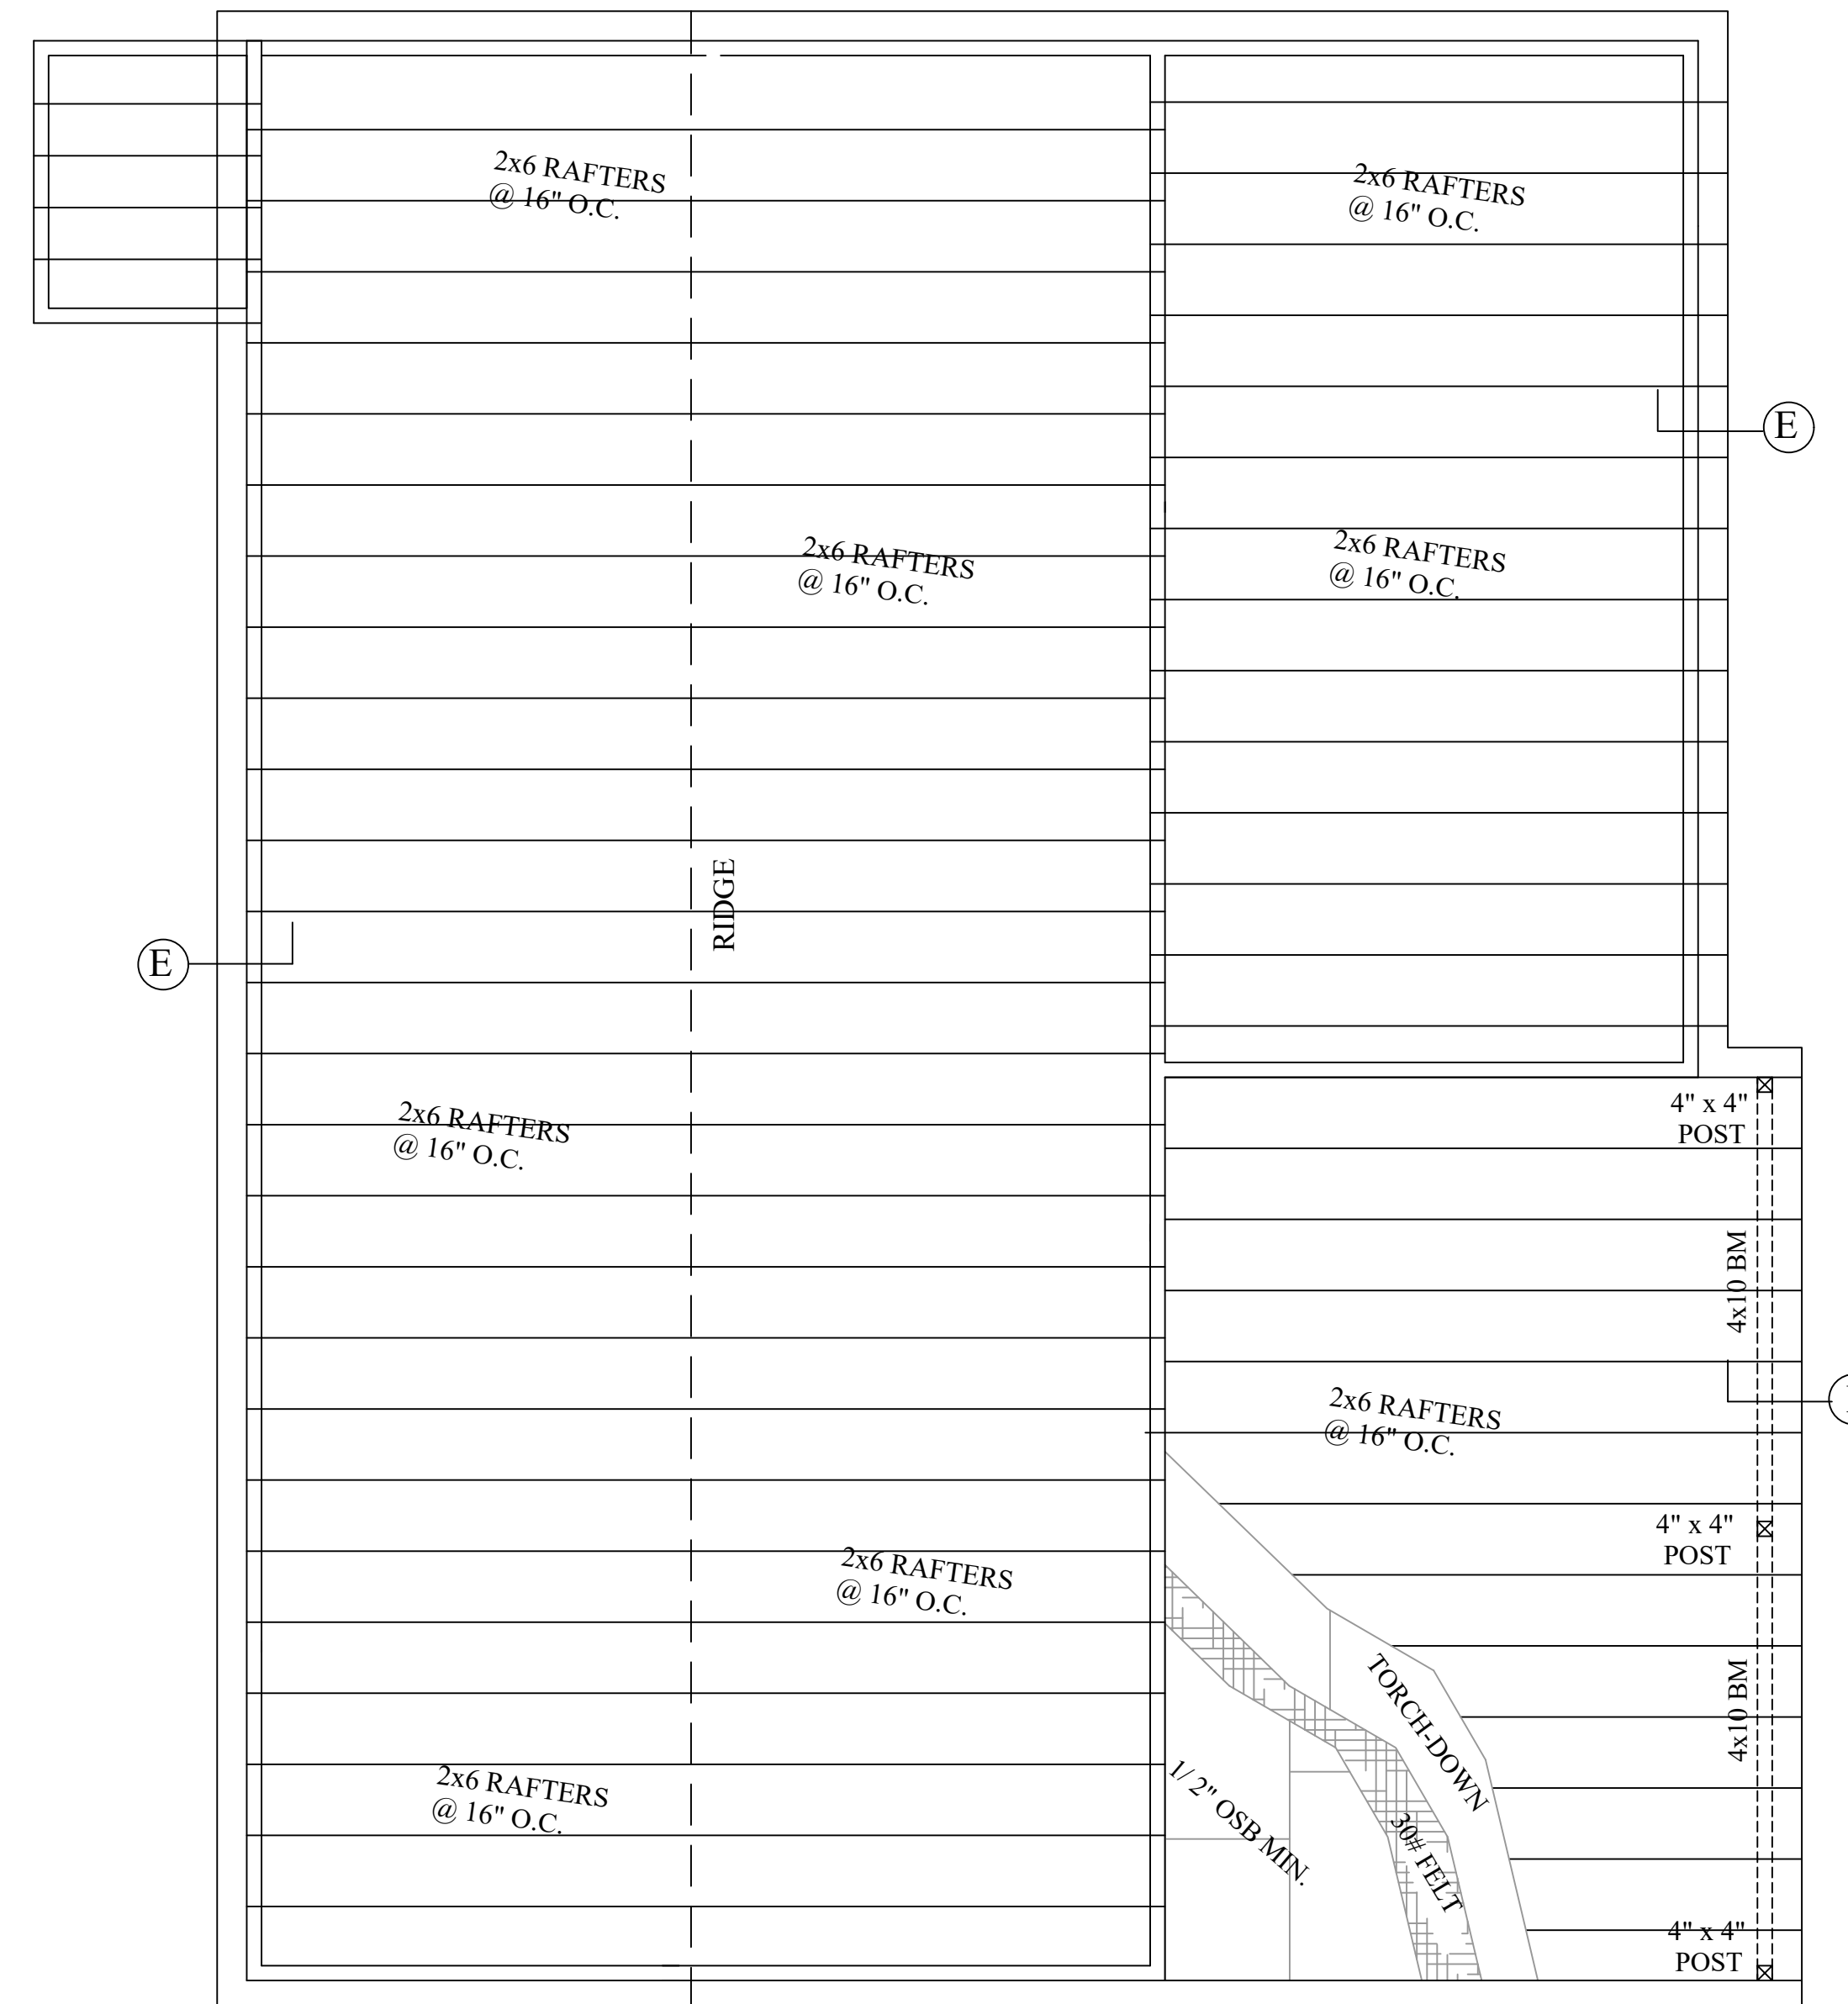 2x6 RAFTERS
@ 16" O.C.
2x6 RAFTERS
@ 16" O.C.
E
2x6 RAFTERS
@ 16" O.C.
2x6 RAFTERS
@ 16" O.C.
RIDGE
E
2x6 RAFTERS
@ 16" O.C.
4" x 4"
POST
4x10 BM
2x6 RAFTERS
@ 16" O.C.
4" x 4"
POST
2x6 RAFTERS
@ 16" O.C.
TORCH-DOWN
4x10 BM
2x6 RAFTERS
@ 16" O.C.
1/2" OSB MIN.
30# FELT
4" x 4"
POST